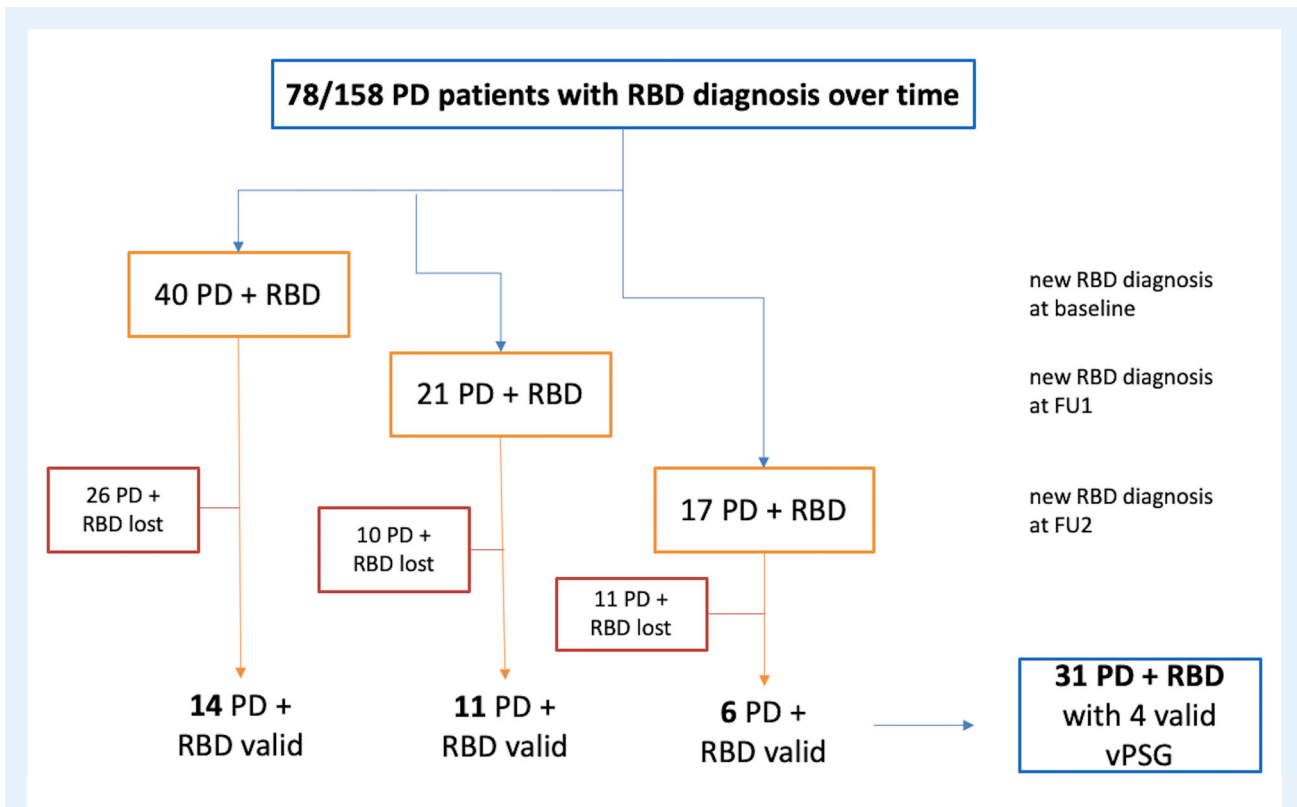 78/158 PD patients with RBD diagnosis over time
40 PD + RBD
new RBD diagnosis
at baseline
21 PD + RBD
new RBD diagnosis
at FU1
26 PD +
RBD lost
17 PD + RBD
new RBD diagnosis
at FU2
10 PD +
RBD lost
11 PD +
RBD lost
14 PD +
RBD valid
11 PD +
RBD valid
6 PD +
RBD valid
31 PD + RBD
with 4 valid
vPSG